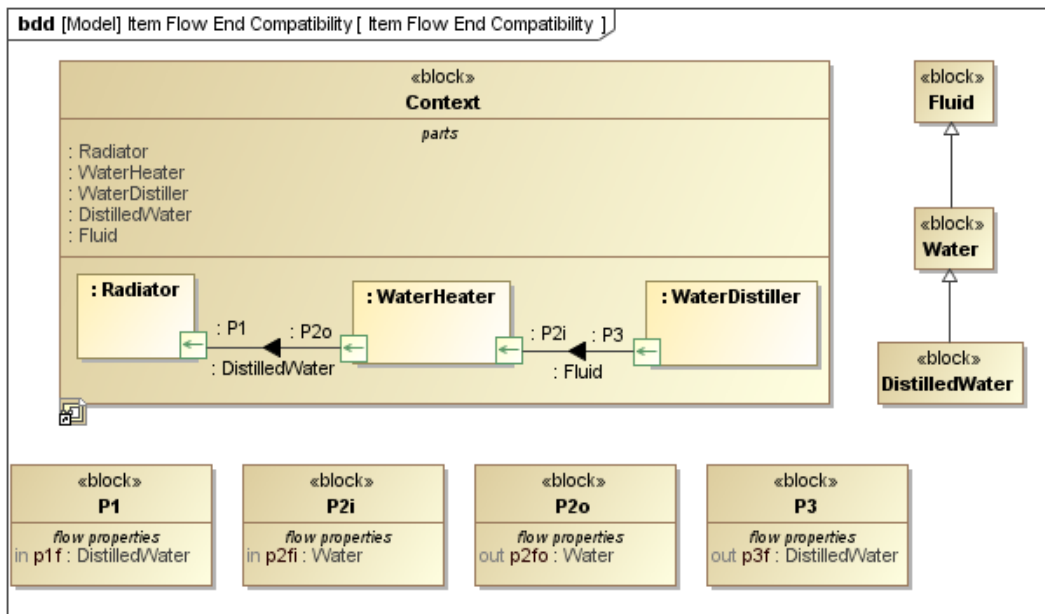 bdd [Model] Item Flow End Compatibility [ Item Flow End Compatibility ]
«block»
Context
parts
: Radiator
: WaterHeater
: WaterDistiller
: DistilledWater
: Fluid
: Radiator
: WaterHeater
: WaterDistiller
: P1
: P2o
: P2i
: P3
: DistilledWater
: Fluid
«block»
Fluid
«block»
Water
«block»
DistilledWater
«block»
P1
flow properties
in p1f : DistilledWater
«block»
P2i
flow properties
in p2fi : Water
«block»
P2o
flow properties
out p2fo : Water
«block»
P3
flow properties
out p3f : DistilledWater